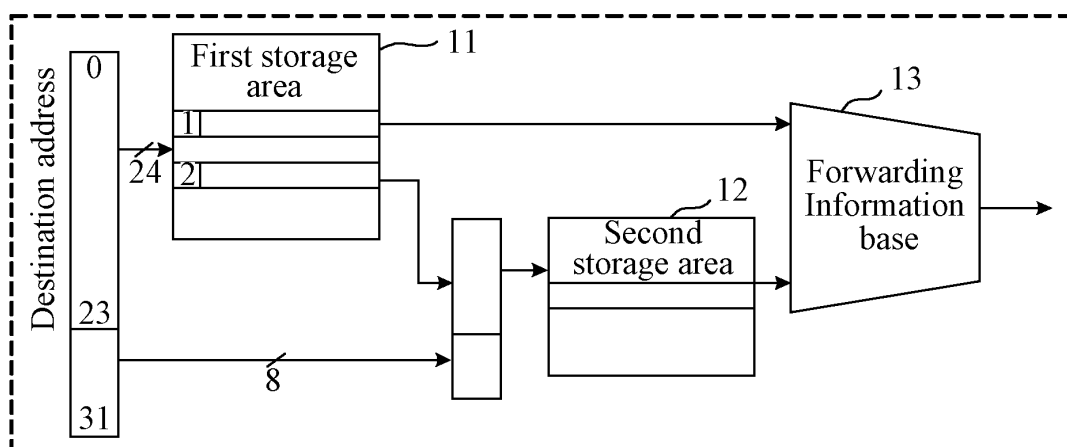 Destination address
0
23
31
24
8
First storage
area
1
2
11
Second
storage area
12
Forwarding
Information
base
13